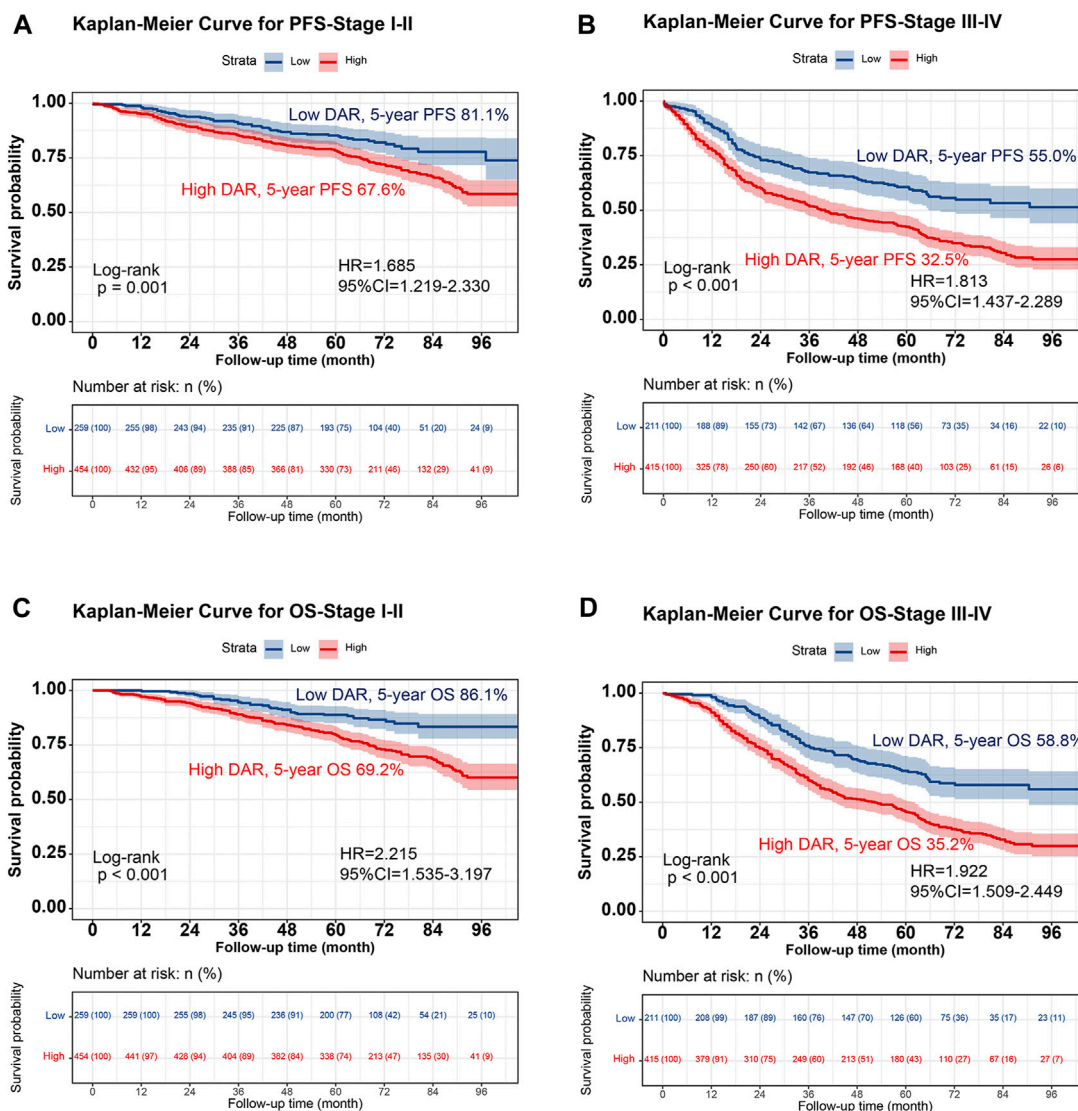 A
Kaplan-Meier Curve for PFS-Stage I-II
Strata Low High
Survival probability
1.00
0.75
0.50
0.25
0.00
Low DAR, 5-year PFS 81.1%
High DAR, 5-year PFS 67.6%
Log-rank
p = 0.001
HR=1.685
95%CI=1.219-2.330
0 12 24 36 48 60 72 84 96
Follow-up time (month)
Number at risk: n (%)
Survival probability
Low 259 (100) 255 (98) 243 (94) 235 (91) 225 (87) 193 (75) 104 (40) 51 (20) 24 (9)
High 454 (100) 432 (95) 406 (89) 388 (85) 366 (81) 330 (73) 211 (46) 132 (29) 41 (9)
0 12 24 36 48 60 72 84 96
Follow-up time (month)
B
Kaplan-Meier Curve for PFS-Stage III-IV
Strata Low High
Survival probability
1.00
0.75
0.50
0.25
0.00
Low DAR, 5-year PFS 55.0%
High DAR, 5-year PFS 32.5%
Log-rank
p < 0.001
HR=1.813
95%CI=1.437-2.289
0 12 24 36 48 60 72 84 96
Follow-up time (month)
Number at risk: n (%)
Survival probability
Low 211 (100) 188 (89) 155 (73) 142 (67) 136 (64) 118 (56) 73 (35) 34 (16) 22 (10)
High 415 (100) 325 (78) 250 (60) 217 (52) 192 (46) 168 (40) 103 (25) 61 (15) 26 (6)
0 12 24 36 48 60 72 84 96
Follow-up time (month)
C
Kaplan-Meier Curve for OS-Stage I-II
Strata Low High
Survival probability
1.00
0.75
0.50
0.25
0.00
Low DAR, 5-year OS 86.1%
High DAR, 5-year OS 69.2%
Log-rank
p < 0.001
HR=2.215
95%CI=1.535-3.197
0 12 24 36 48 60 72 84 96
Follow-up time (month)
Number at risk: n (%)
Survival probability
Low 259 (100) 259 (100) 255 (98) 245 (95) 236 (91) 200 (77) 108 (42) 54 (21) 25 (10)
High 454 (100) 441 (97) 428 (94) 404 (89) 382 (84) 338 (74) 213 (47) 135 (30) 41 (9)
0 12 24 36 48 60 72 84 96
Follow-up time (month)
D
Kaplan-Meier Curve for OS-Stage III-IV
Strata Low High
Survival probability
1.00
0.75
0.50
0.25
0.00
Low DAR, 5-year OS 58.8%
High DAR, 5-year OS 35.2%
Log-rank
p < 0.001
HR=1.922
95%CI=1.509-2.449
0 12 24 36 48 60 72 84 96
Follow-up time (month)
Number at risk: n (%)
Survival probability
Low 211 (100) 208 (99) 187 (89) 160 (76) 147 (70) 126 (60) 75 (36) 35 (17) 23 (11)
High 415 (100) 379 (91) 310 (75) 249 (60) 213 (51) 180 (43) 110 (27) 67 (16) 27 (7)
0 12 24 36 48 60 72 84 96
Follow-up time (month)